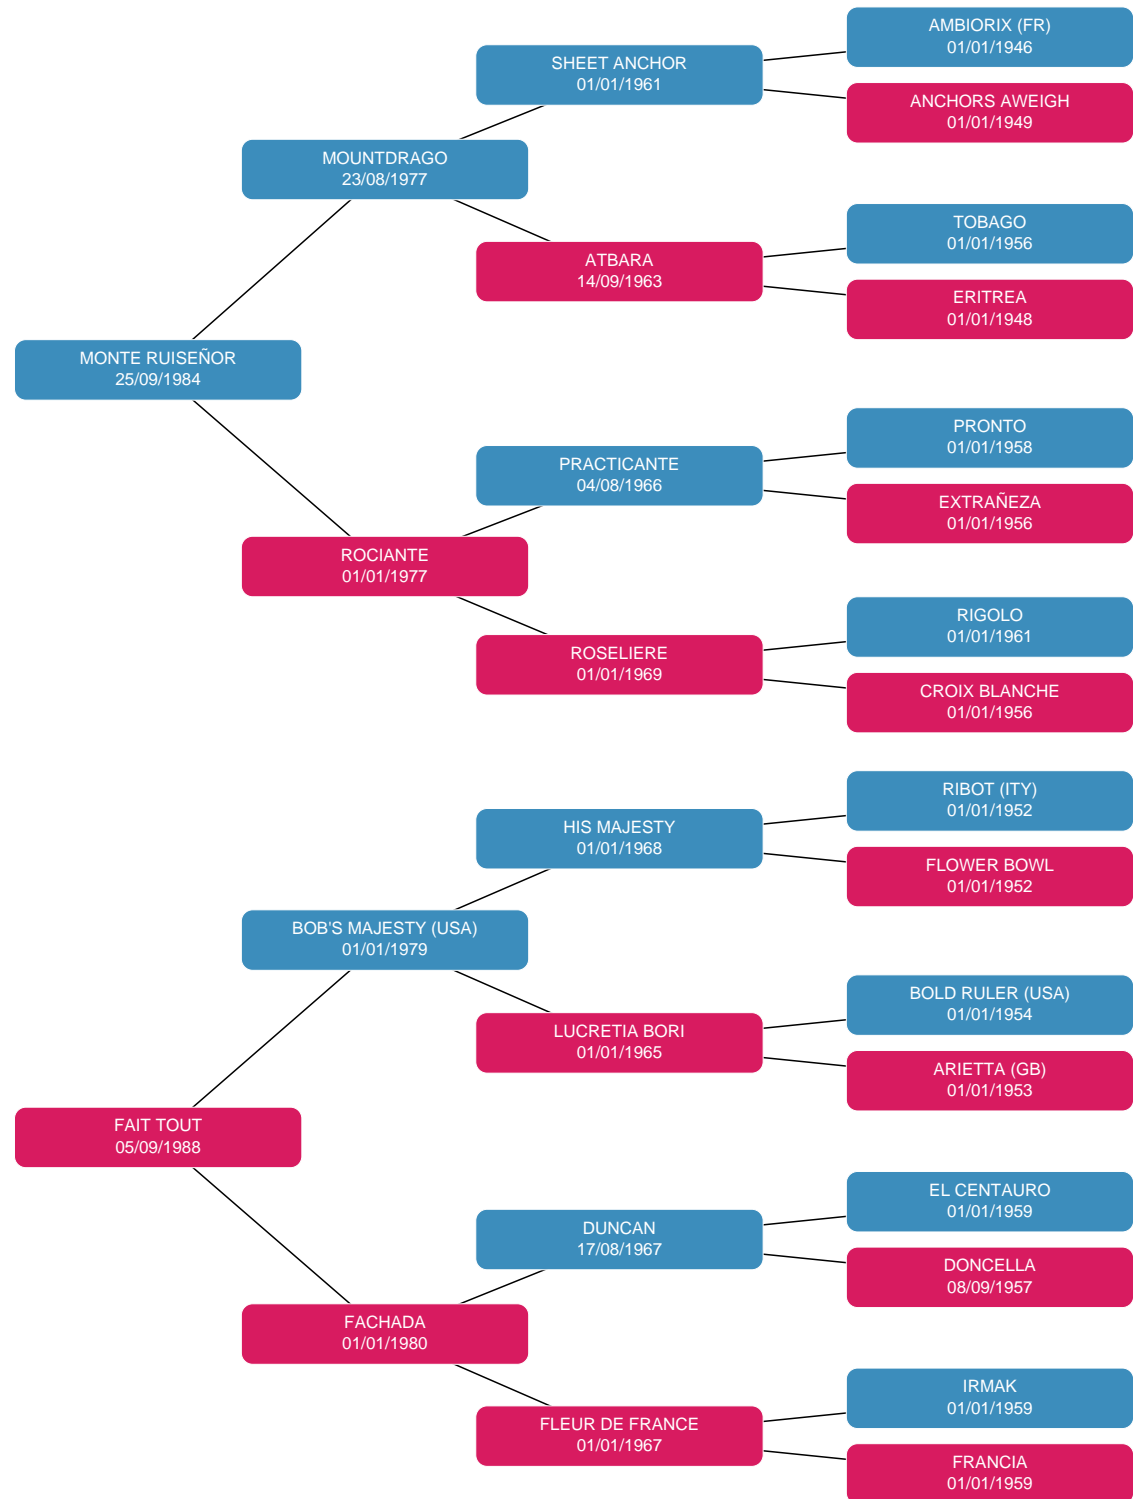 AMBIORIX (FR)
01/01/1946
SHEET ANCHOR
01/01/1961
ANCHORS AWEIGH
01/01/1949
MOUNTDRAGO
23/08/1977
TOBAGO
01/01/1956
ATBARA
14/09/1963
ERITREA
01/01/1948
MONTE RUISEÑOR
25/09/1984
PRONTO
01/01/1958
PRACTICANTE
04/08/1966
EXTRAÑEZA
01/01/1956
ROCIANTE
01/01/1977
RIGOLO
01/01/1961
ROSELIERE
01/01/1969
CROIX BLANCHE
01/01/1956
RIBOT (ITY)
01/01/1952
HIS MAJESTY
01/01/1968
FLOWER BOWL
01/01/1952
BOB'S MAJESTY (USA)
01/01/1979
BOLD RULER (USA)
01/01/1954
LUCRETIA BORI
01/01/1965
ARIETTA (GB)
01/01/1953
FAIT TOUT
05/09/1988
EL CENTAURO
01/01/1959
DUNCAN
17/08/1967
DONCELLA
08/09/1957
FACHADA
01/01/1980
IRMAK
01/01/1959
FLEUR DE FRANCE
01/01/1967
FRANCIA
01/01/1959